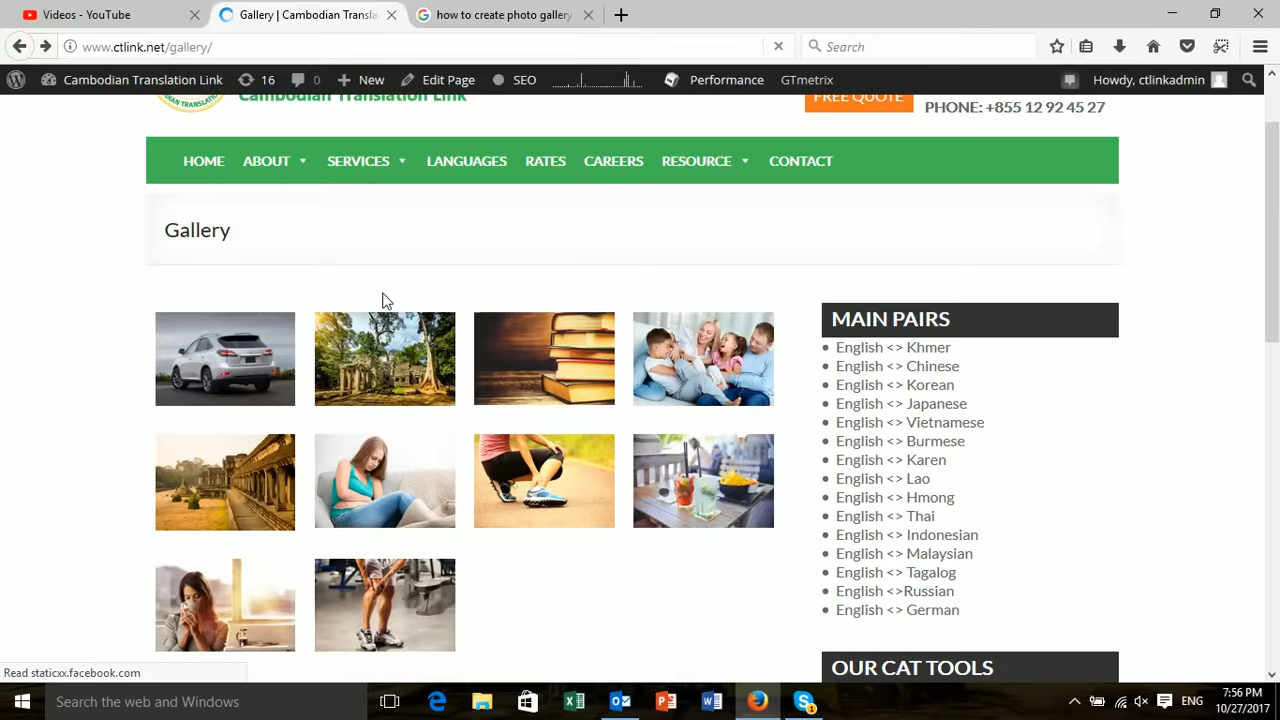 Videos - YouTube
Gallery | Cambodian Transla
how to create photo gallery
www.ctlink.net/gallery/
Search
Cambodian Translation Link
16
0
New
Edit Page
SEO
Performance
GTmetrix
Howdy, ctlinkadmin
Cambodian Translation Link
FREE QUOTE
PHONE: +855 12 92 45 27
HOME
ABOUT
SERVICES
LANGUAGES
RATES
CAREERS
RESOURCE
CONTACT
Gallery
MAIN PAIRS
English <> Khmer
English <> Chinese
English <> Korean
English <> Japanese
English <> Vietnamese
English <> Burmese
English <> Karen
English <> Lao
English <> Hmong
English <> Thai
English <> Indonesian
English <> Malaysian
English <> Tagalog
English <>Russian
English <> German
OUR CAT TOOLS
Read staticxx.facebook.com
Search the web and Windows
ENG
7:56 PM
10/27/2017